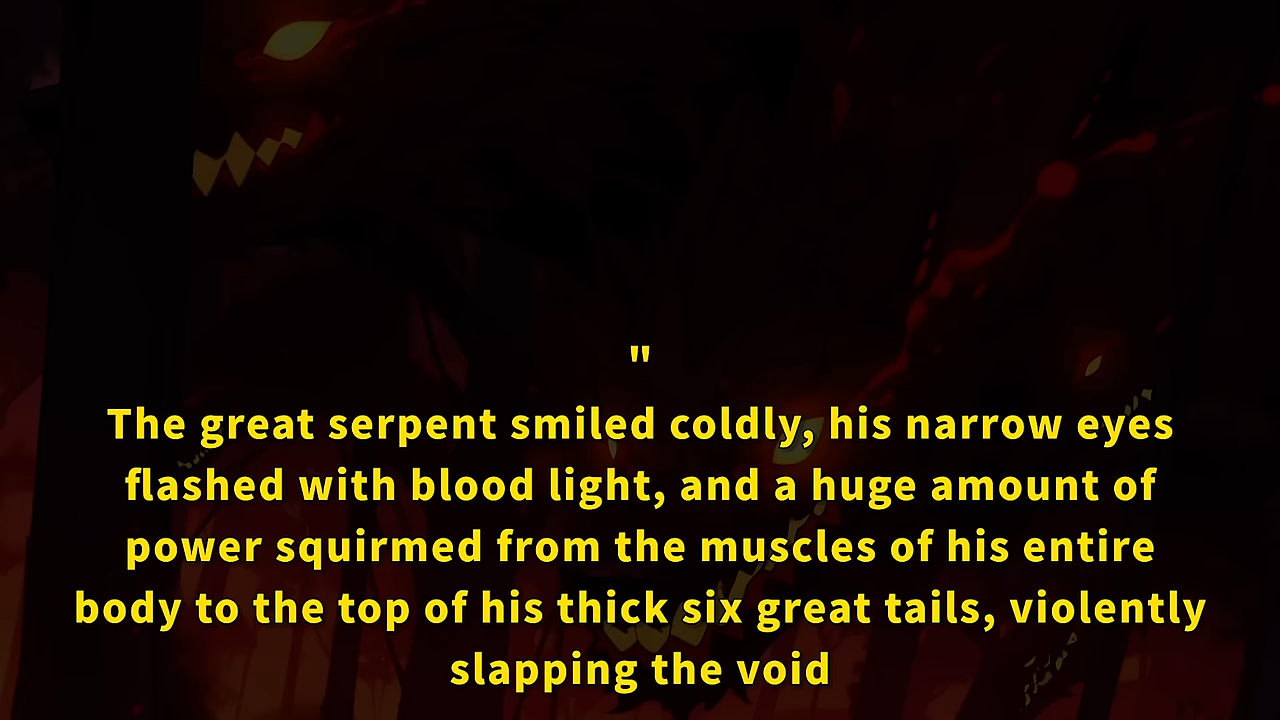 "
The great serpent smiled coldly, his narrow eyes
flashed with blood light, and a huge amount of
power squirmed from the muscles of his entire
body to the top of his thick six great tails, violently
slapping the void